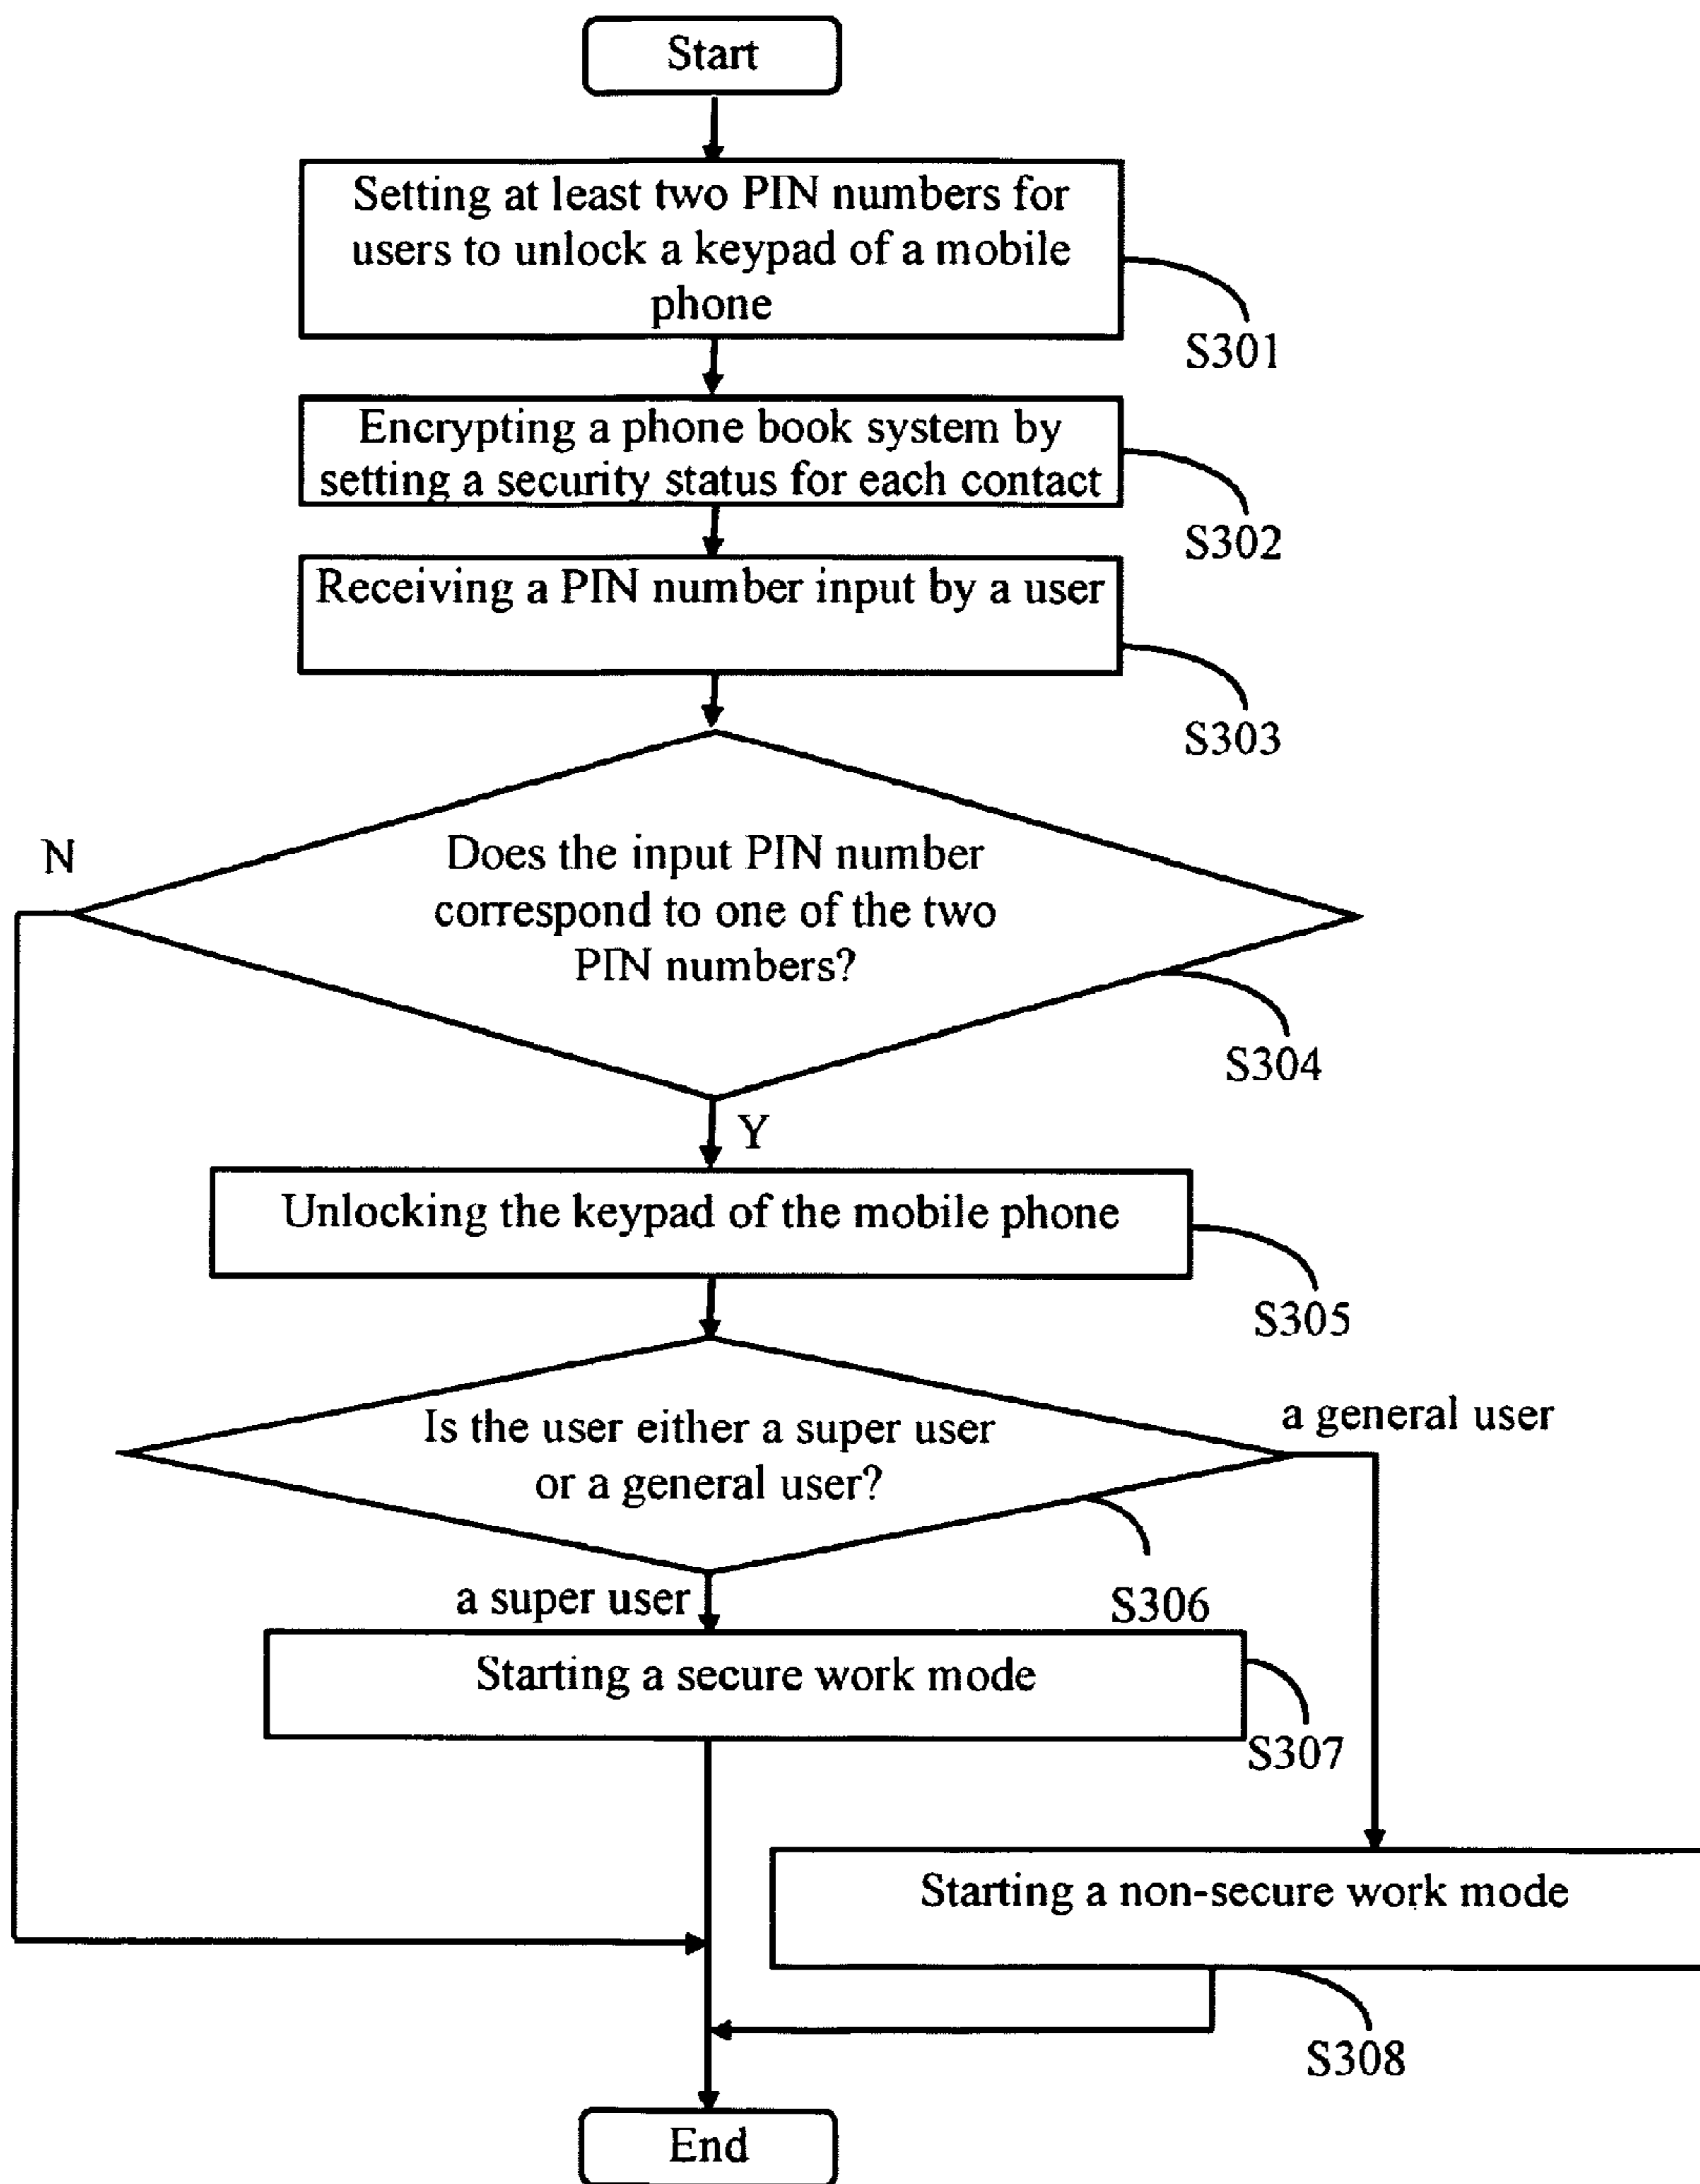 Start
Setting at least two PIN numbers for
users to unlock a keypad of a mobile
phone
S301
Encrypting a phone book system by
setting a security status for each contact
S302
Receiving a PIN number input by a user
S303
N
Does the input PIN number
correspond to one of the two
PIN numbers?
S304
Y
Unlocking the keypad of the mobile phone
S305
a general user
Is the user either a super user
or a general user?
a super user
S306
Starting a secure work mode
S307
Starting a non-secure work mode
S308
End